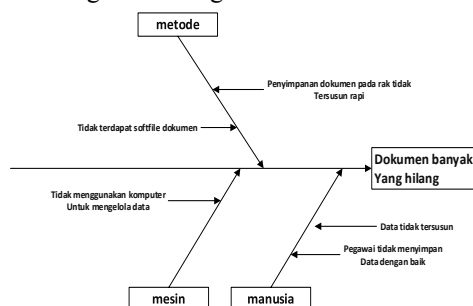 metode
Penyimpanan dokumen pada rak tidak
Tersusun rapi
Tidak terdapat softfile dokumen
Dokumen banyak
Yang hilang
Tidak menggunakan komputer
Untuk mengelola data
Data tidak tersusun
Pegawai tidak menyimpan
Data dengan baik
mesin
manusia